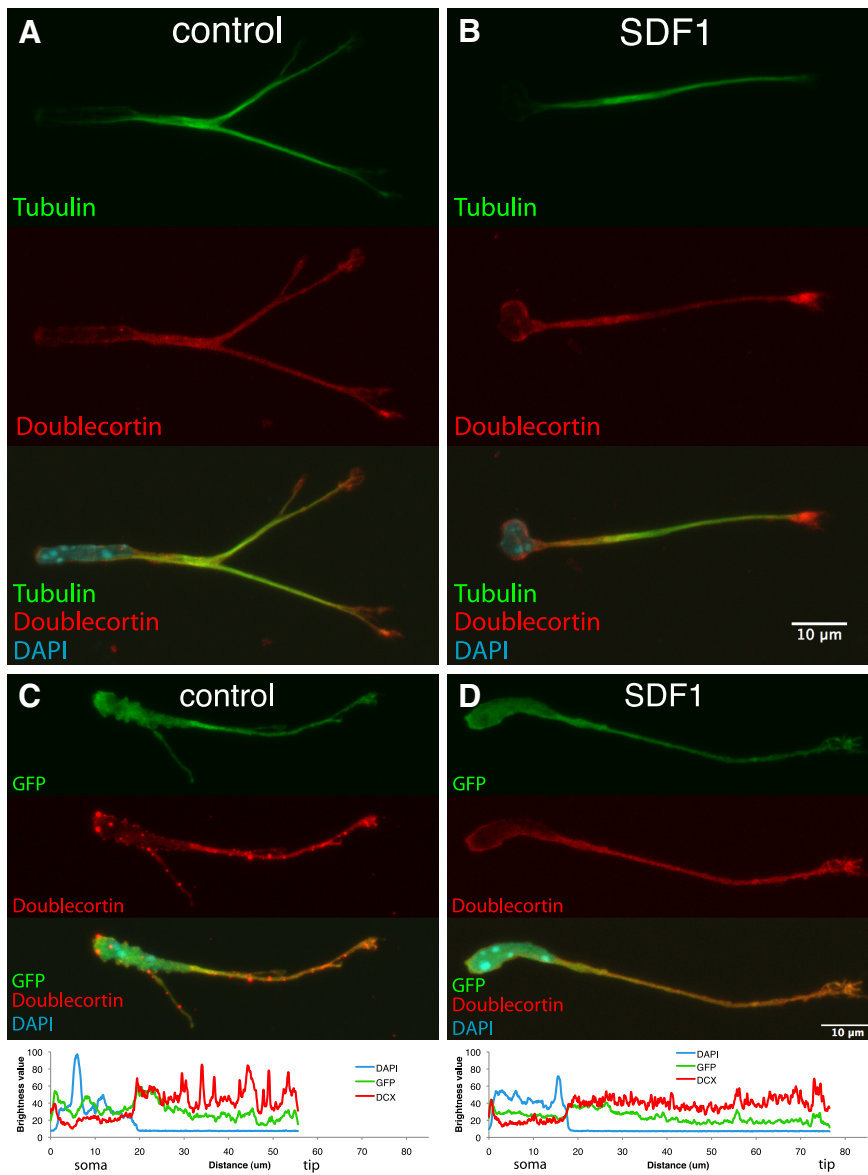 A control
Tubulin
Doublecortin
Tubulin
Doublecortin
DAPI
B SDF1
Tubulin
Doublecortin
Tubulin
Doublecortin
DAPI
10 µm
C control
GFP
Doublecortin
GFP
Doublecortin
DAPI
D SDF1
GFP
Doublecortin
GFP
Doublecortin
DAPI
10 µm
Brightness value
100
80
60
40
20
0
DAPI
GFP
DCX
0 10 20 30 40 50 60 70 80
soma Distance (um) tip
Brightness value
100
80
60
40
20
0
DAPI
GFP
DCX
0 10 20 30 40 50 60 70 80
soma Distance (um) tip